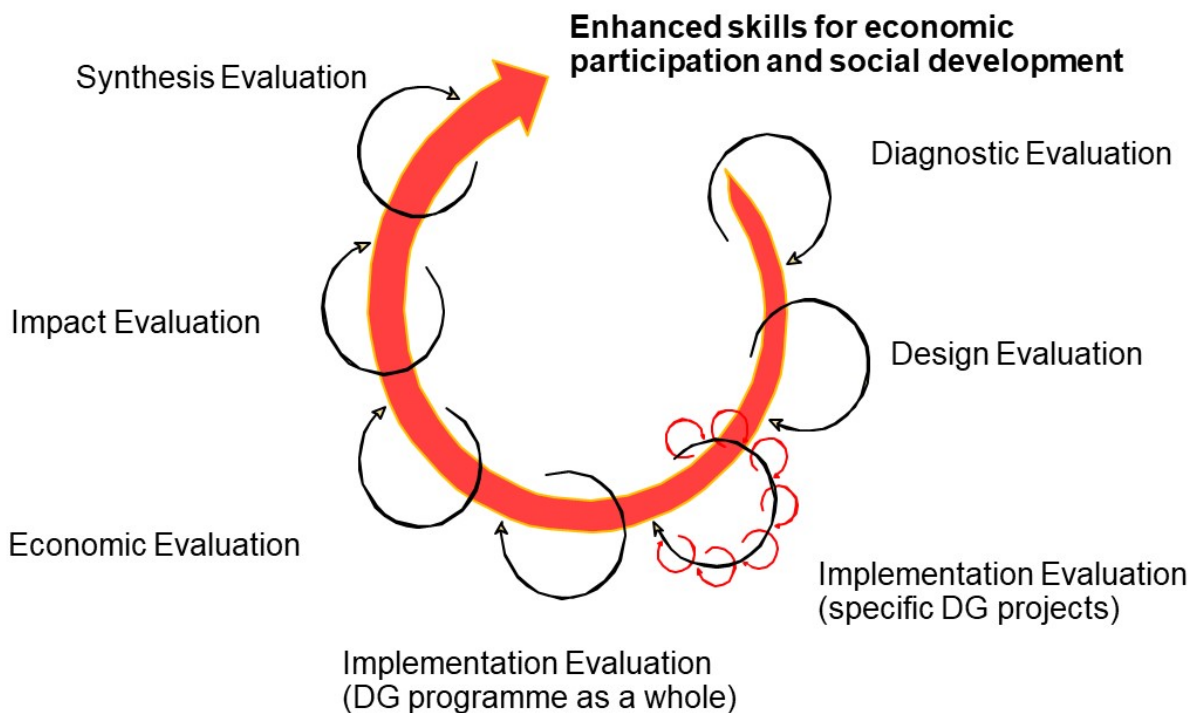 Enhanced skills for economic
participation and social development
Synthesis Evaluation
Diagnostic Evaluation
Impact Evaluation
Design Evaluation
Economic Evaluation
Implementation Evaluation
(specific DG projects)
Implementation Evaluation
(DG programme as a whole)